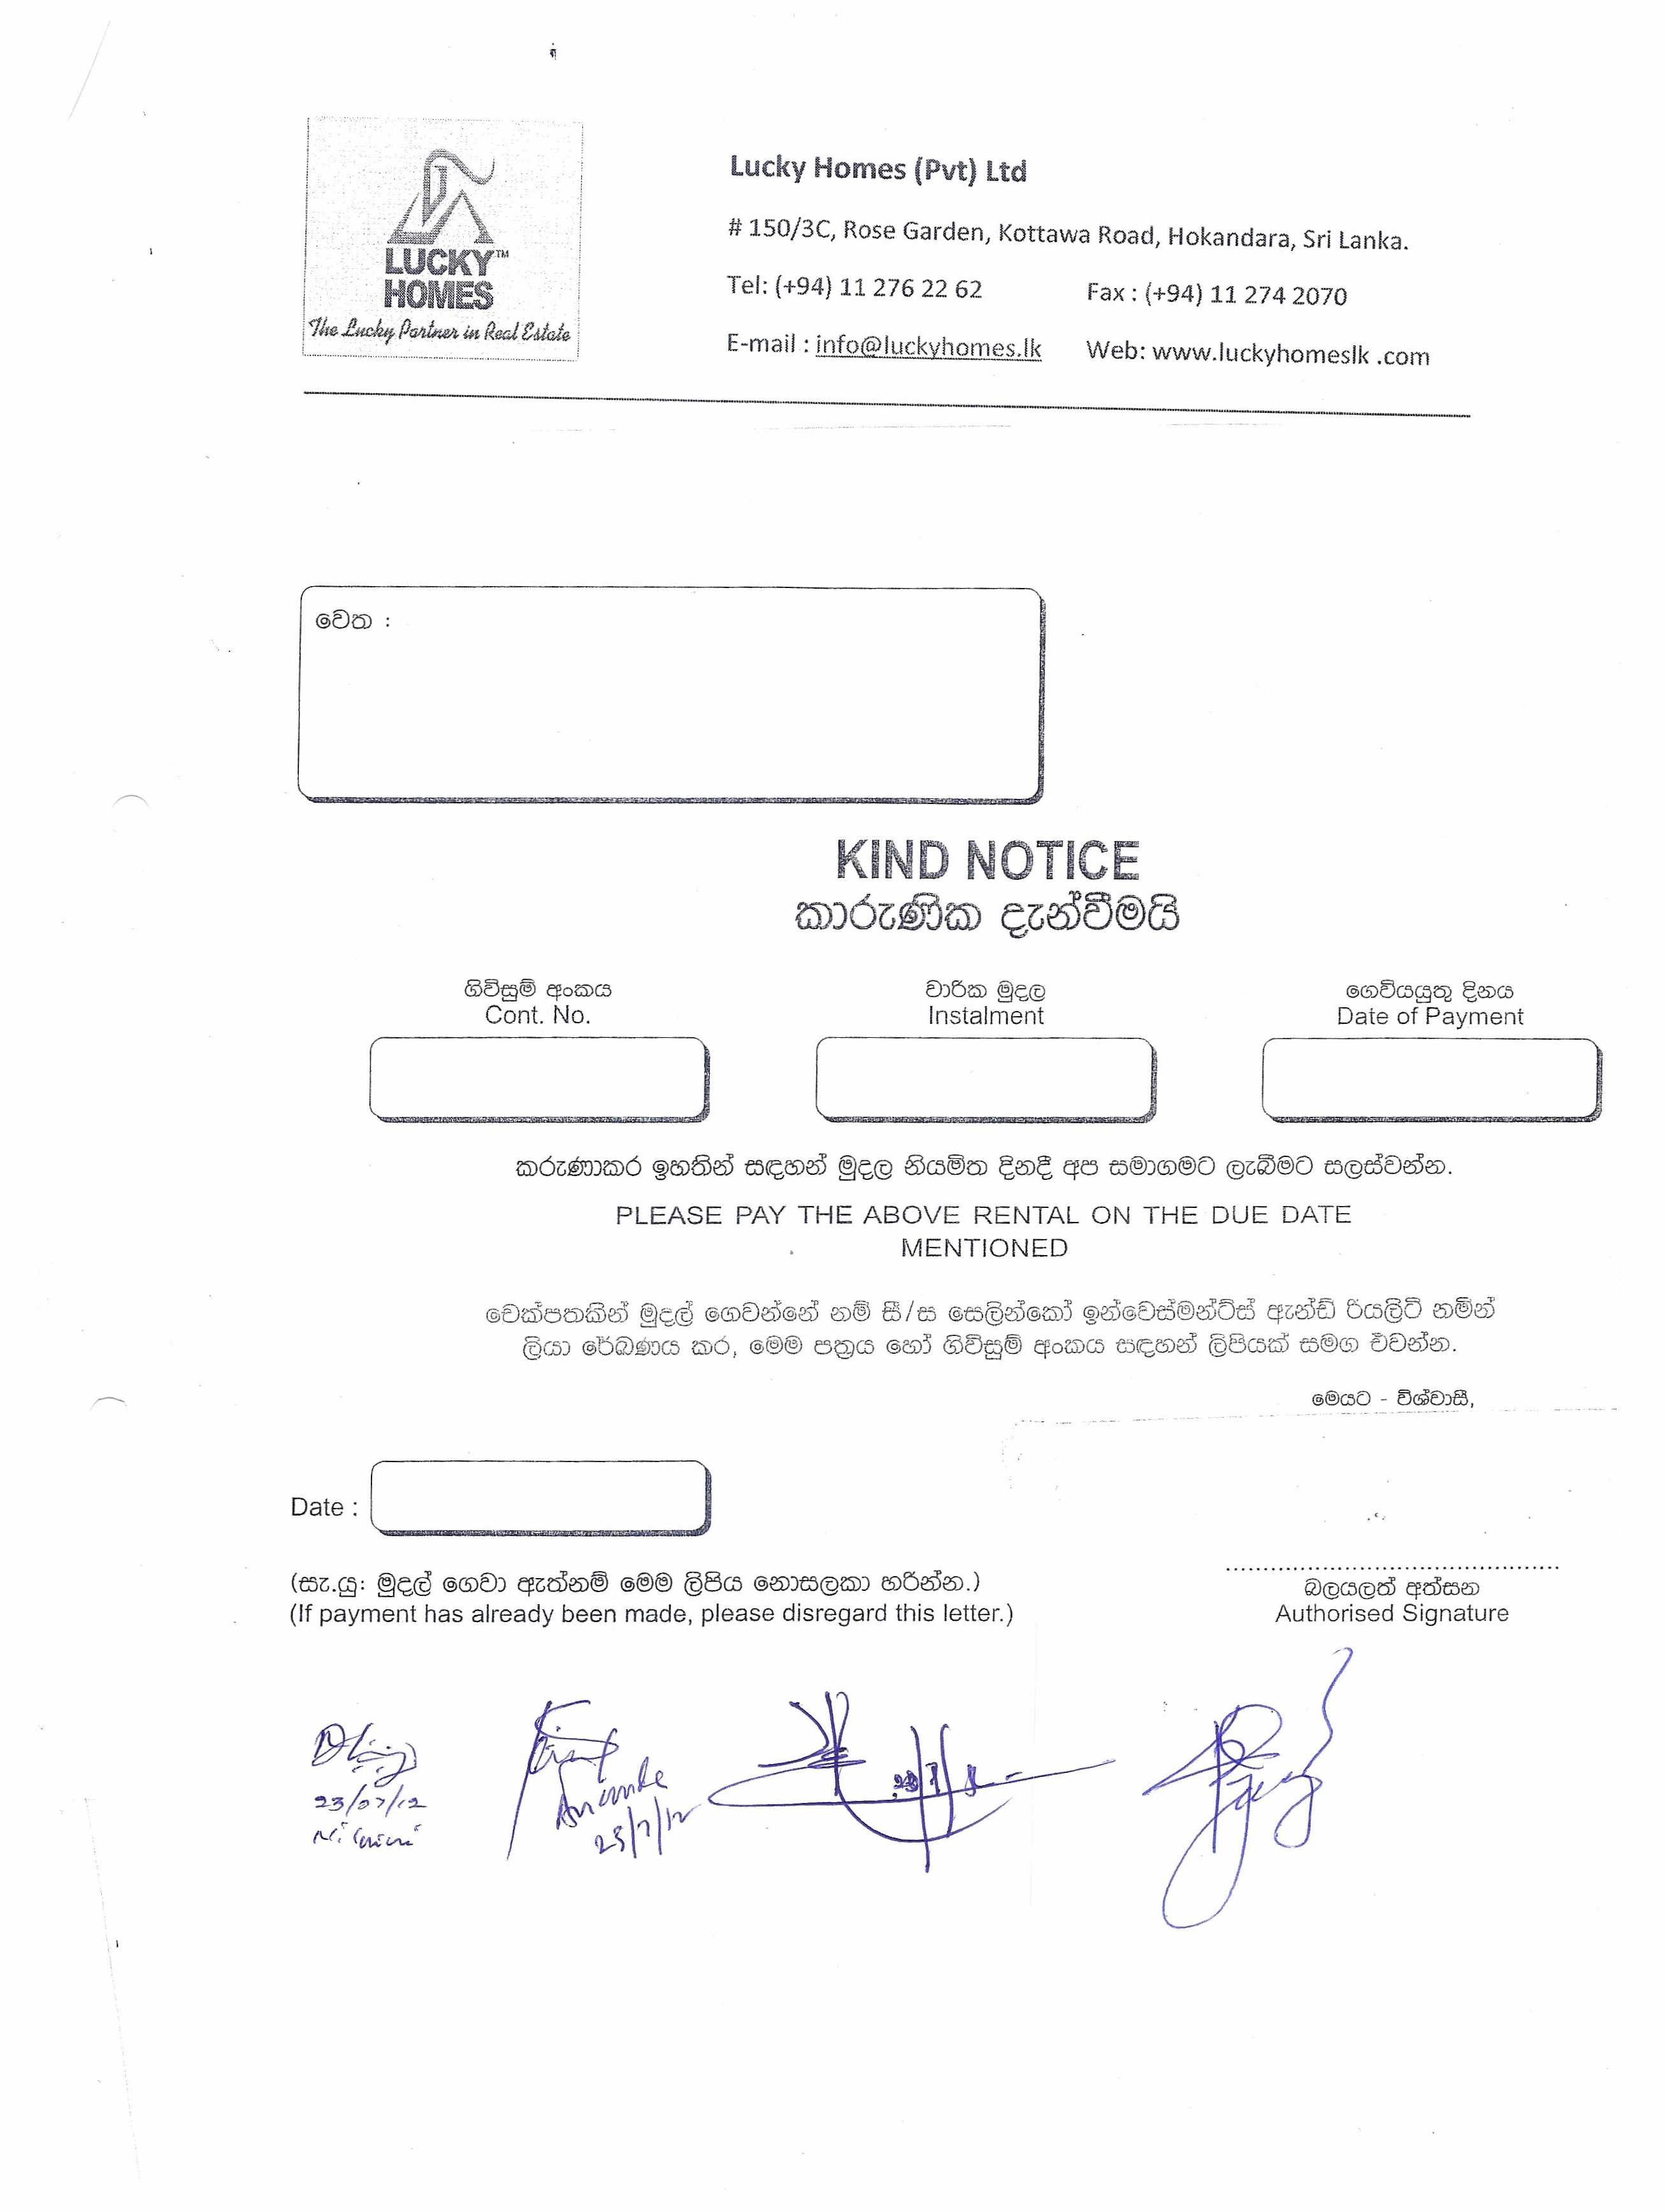 LUCKY™
HOMES
The Lucky Partner in Real Estate
Lucky Homes (Pvt) Ltd
# 150/3C, Rose Garden, Kottawa Road, Hokandara, Sri Lanka.
Tel: (+94) 11 276 22 62 Fax : (+94) 11 274 2070
E-mail : info@luckyhomes.lk Web: www.luckyhomeslk .com
වෙත :
KIND NOTICE
කාරුණික දැන්වීමයි
ගිවිසුම් අංකය වාරික මුදල ගෙවියයුතු දිනය
Cont. No. Instalment Date of Payment
කරුණාකර ඉහතින් සඳහන් මුදල නියමිත දිනදී අප සමාගමට ලැබීමට සලස්වන්න.
PLEASE PAY THE ABOVE RENTAL ON THE DUE DATE
MENTIONED
චෙක්පතකින් මුදල් ගෙවන්නේ නම් සී/ස සෙලින්කෝ ඉන්වෙස්මන්ට්ස් ඇන්ඩ් රියලිටි නමින්
ලියා රේඛණය කර, මෙම පත්‍රය හෝ ගිවිසුම් අංකය සඳහන් ලිපියක් සමග එවන්න.
මෙයට - විශ්වාසී,
Date :
(සැ.යු: මුදල් ගෙවා ඇත්නම් මෙම ලිපිය නොසලකා හරින්න.)
(If payment has already been made, please disregard this letter.)
බලයලත් අත්සන
Authorised Signature
23/07/12
23/7/12